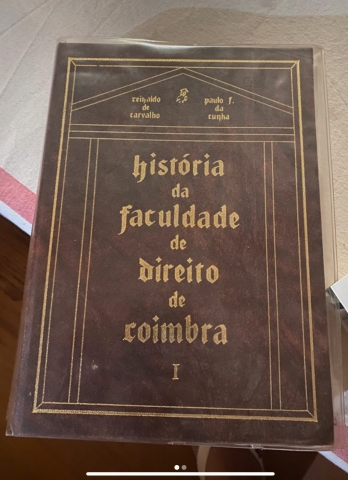 reinaldo
de
carvalho
paulo f.
da
cunha
história
da
faculdade
de
direito
de
coimbra
I